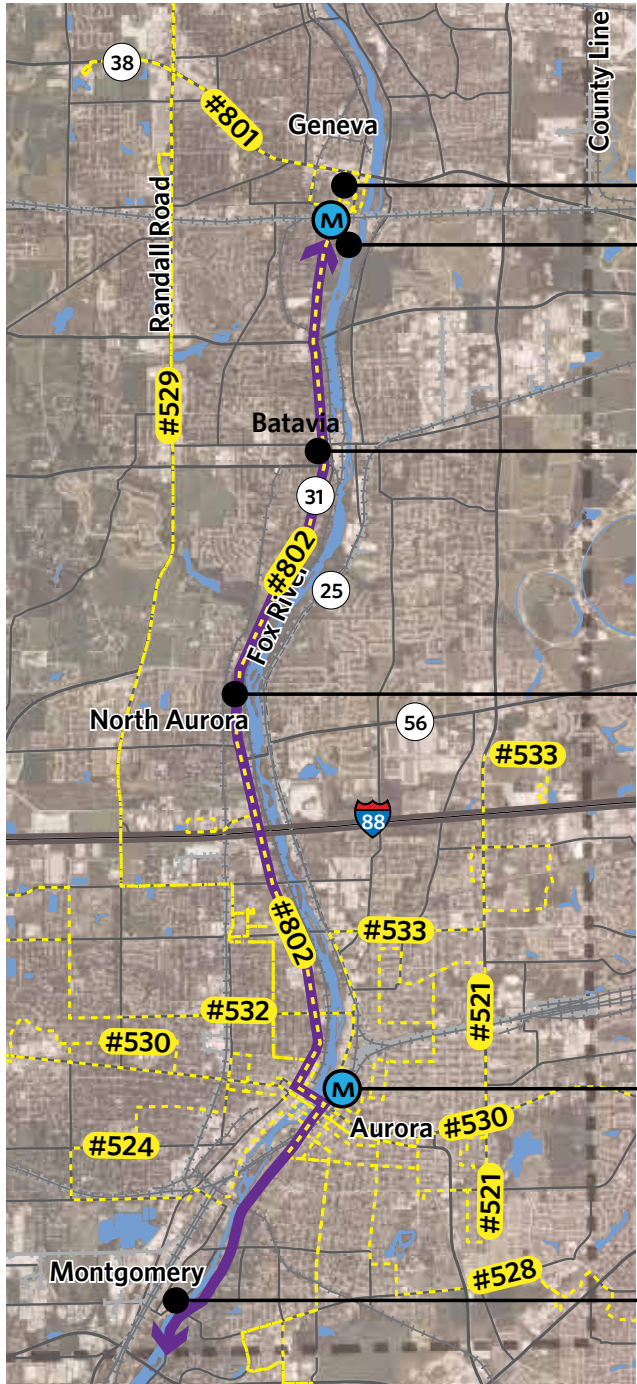 38
#801
Geneva
County Line
Randall Road
M
#529
Batavia
31
#802
Fox River
25
North Aurora
56
#533
88
#802
#533
#532
#521
#530
M
Aurora
#530
#524
#521
Montgomery
#528